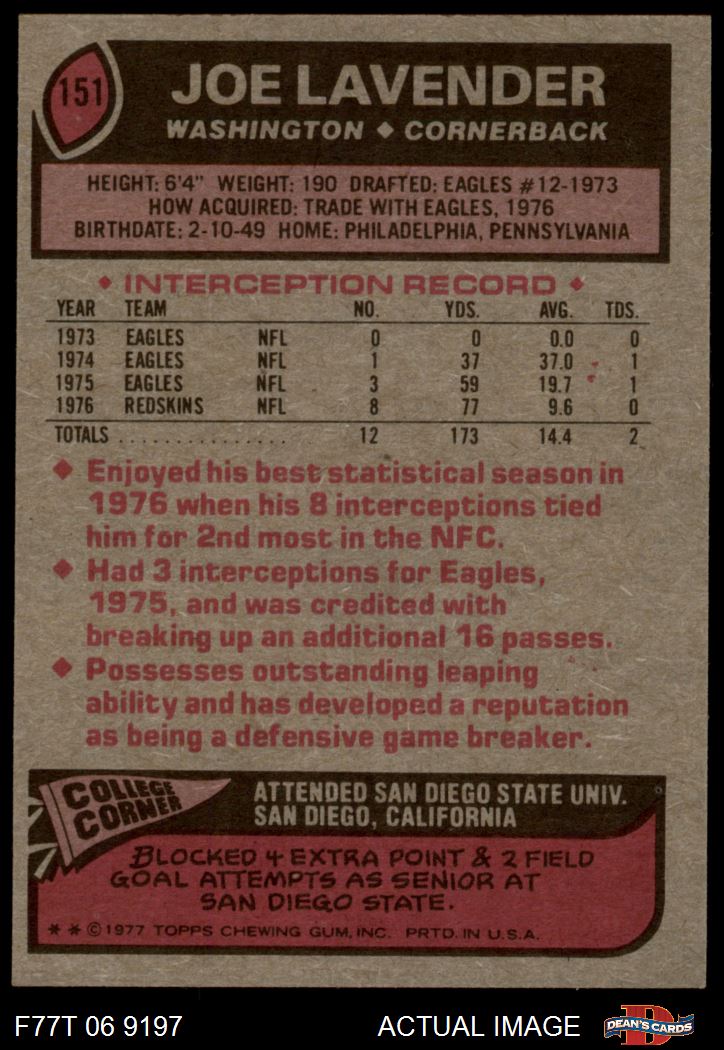 151
JOE LAVENDER
WASHINGTON ◆ CORNERBACK
HEIGHT: 6'4" WEIGHT: 190 DRAFTED: EAGLES #12-1973
HOW ACQUIRED: TRADE WITH EAGLES, 1976
BIRTHDATE: 2-10-49 HOME: PHILADELPHIA, PENNSYLVANIA
◆ INTERCEPTION RECORD ◆
YEAR TEAM NO. YDS. AVG. TDS.
1973 EAGLES NFL 0 0 0.0 0
1974 EAGLES NFL 1 37 37.0 1
1975 EAGLES NFL 3 59 19.7 1
1976 REDSKINS NFL 8 77 9.6 0
TOTALS . . . . . . . . . . . . . . . . 12 173 14.4 2
◆ Enjoyed his best statistical season in
1976 when his 8 interceptions tied
him for 2nd most in the NFC.
◆ Had 3 interceptions for Eagles,
1975, and was credited with
breaking up an additional 16 passes.
◆ Possesses outstanding leaping
ability and has developed a reputation
as being a defensive game breaker.
COLLEGE
CORNER
ATTENDED SAN DIEGO STATE UNIV.
SAN DIEGO, CALIFORNIA
BLOCKED 4 EXTRA POINT & 2 FIELD
GOAL ATTEMPTS AS SENIOR AT
SAN DIEGO STATE.
* * © 1977 TOPPS CHEWING GUM, INC. PRTD. IN U.S.A.
F77T 06 9197 ACTUAL IMAGE
D
DEAN'S CARDS